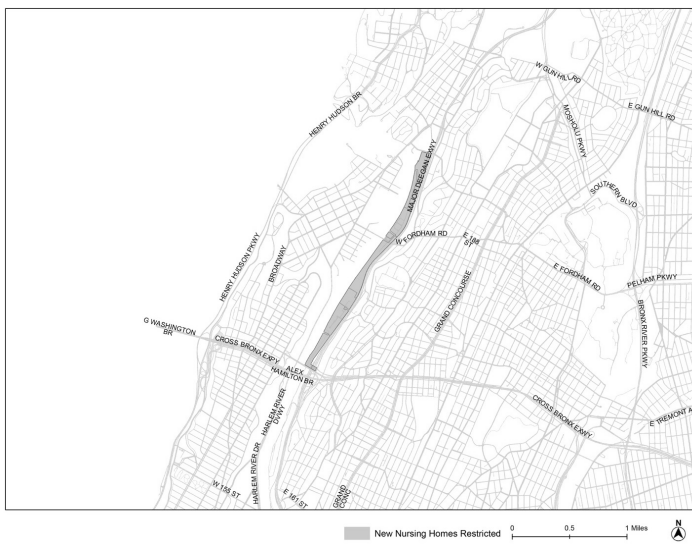 W GUN HILL RD
E GUN HILL RD
HENRY HUDSON BR
MOSHOLU PKWY
MAJOR DEEGAN EXWY
SOUTHERN BLVD
W FORDHAM RD
E 188
ST
HENRY HUDSON PKWY
BROADWAY
E FORDHAM RD
PELHAM PKWY
GRAND CONCOURSE
BRONX RIVER PKWY
G WASHINGTON
BR
CROSS BRONX EXPY
ALEX
HAMILTON BR
CROSS BRONX EXWY
E TREMONT A
HARLEM RIVER
DVWY
HARLEM RIVER DR
W 155 ST
E 161 ST
GRAND
CONC
New Nursing Homes Restricted
0 0.5 1 Miles
N